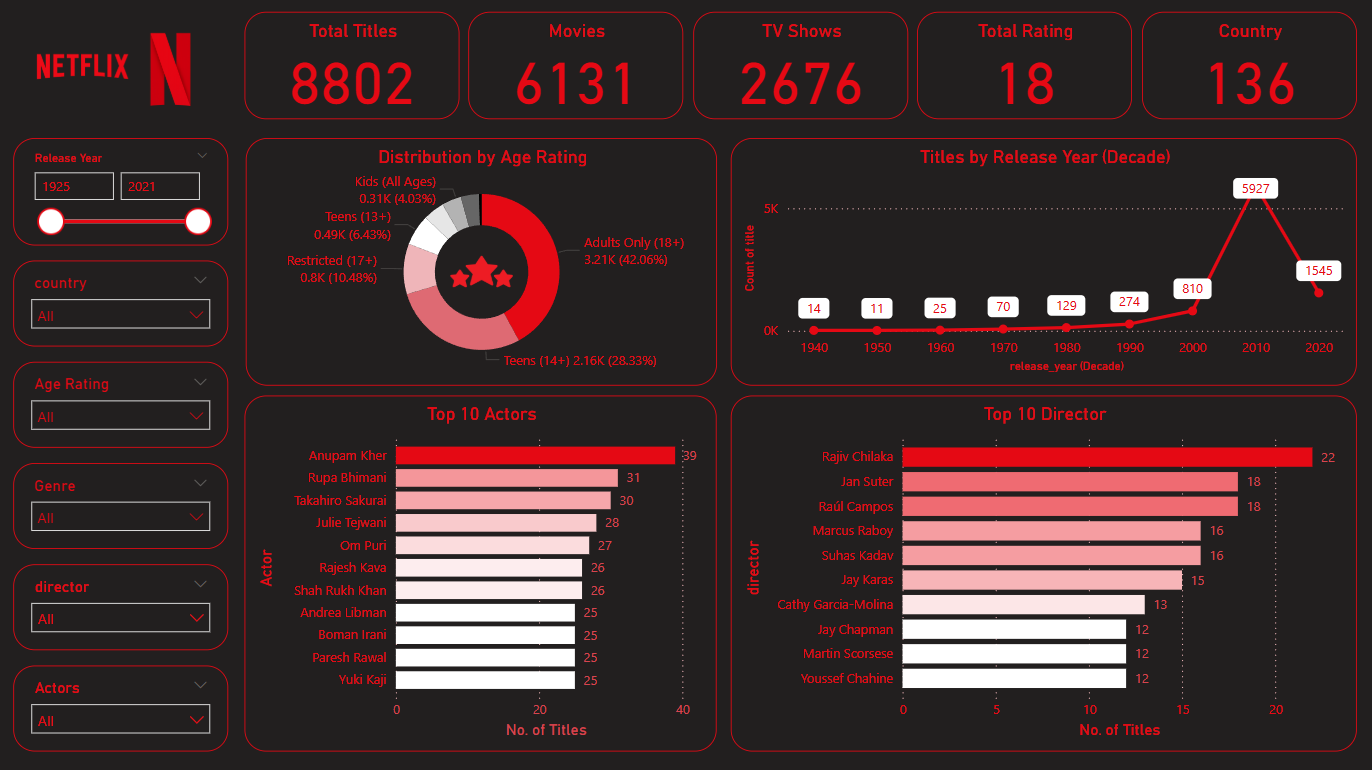 NETFLIX
Total Titles
8802
Movies
6131
TV Shows
2676
Total Rating
18
Country
136
Release Year
1925
2021
country
All
Age Rating
All
Genre
All
director
All
Actors
All
Distribution by Age Rating
Kids (All Ages)
0.31K (4.03%)
Teens (13+)
0.49K (6.43%)
Restricted (17+)
0.8K (10.48%)
Adults Only (18+)
3.21K (42.06%)
Teens (14+) 2.16K (28.33%)
Titles by Release Year (Decade)
Count of title
5K
0K
14
11
25
70
129
274
810
5927
1545
1940
1950
1960
1970
1980
1990
2000
2010
2020
release_year (Decade)
Top 10 Actors
Actor
Anupam Kher 39
Rupa Bhimani 31
Takahiro Sakurai 30
Julie Tejwani 28
Om Puri 27
Rajesh Kava 26
Shah Rukh Khan 26
Andrea Libman 25
Boman Irani 25
Paresh Rawal 25
Yuki Kaji 25
0 20 40
No. of Titles
Top 10 Director
director
Rajiv Chilaka 22
Jan Suter 18
Raúl Campos 18
Marcus Raboy 16
Suhas Kadav 16
Jay Karas 15
Cathy Garcia-Molina 13
Jay Chapman 12
Martin Scorsese 12
Youssef Chahine 12
0 5 10 15 20
No. of Titles